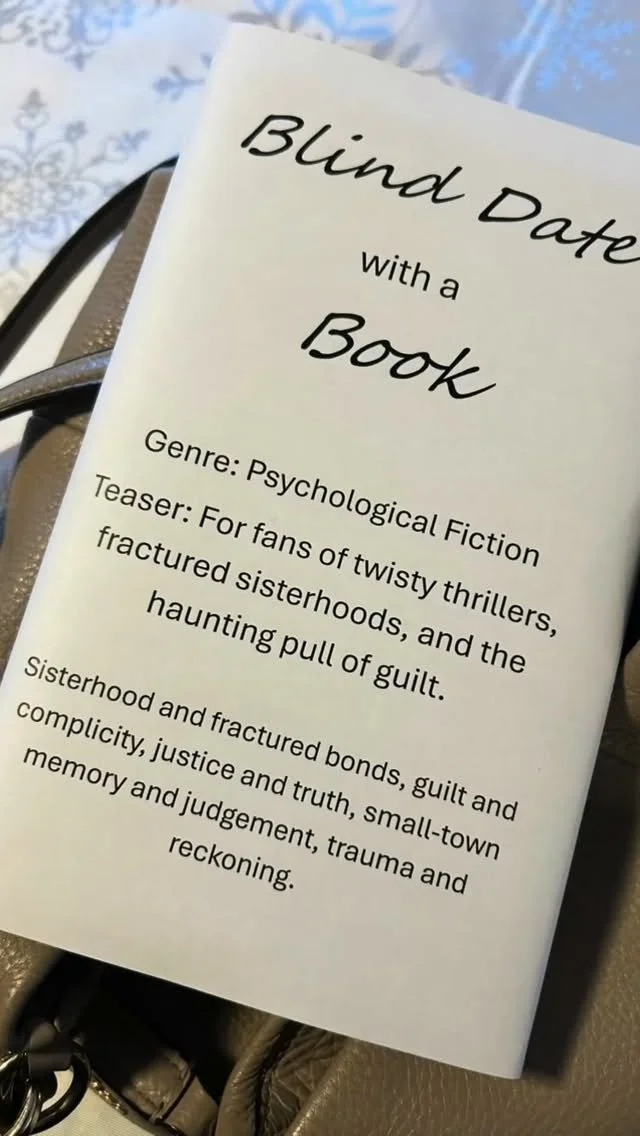 Blind Date
with a
Book
Genre: Psychological Fiction
Teaser: For fans of twisty thrillers,
fractured sisterhoods, and the
haunting pull of guilt.
Sisterhood and fractured bonds, guilt and
complicity, justice and truth, small-town
memory and judgement, trauma and
reckoning.